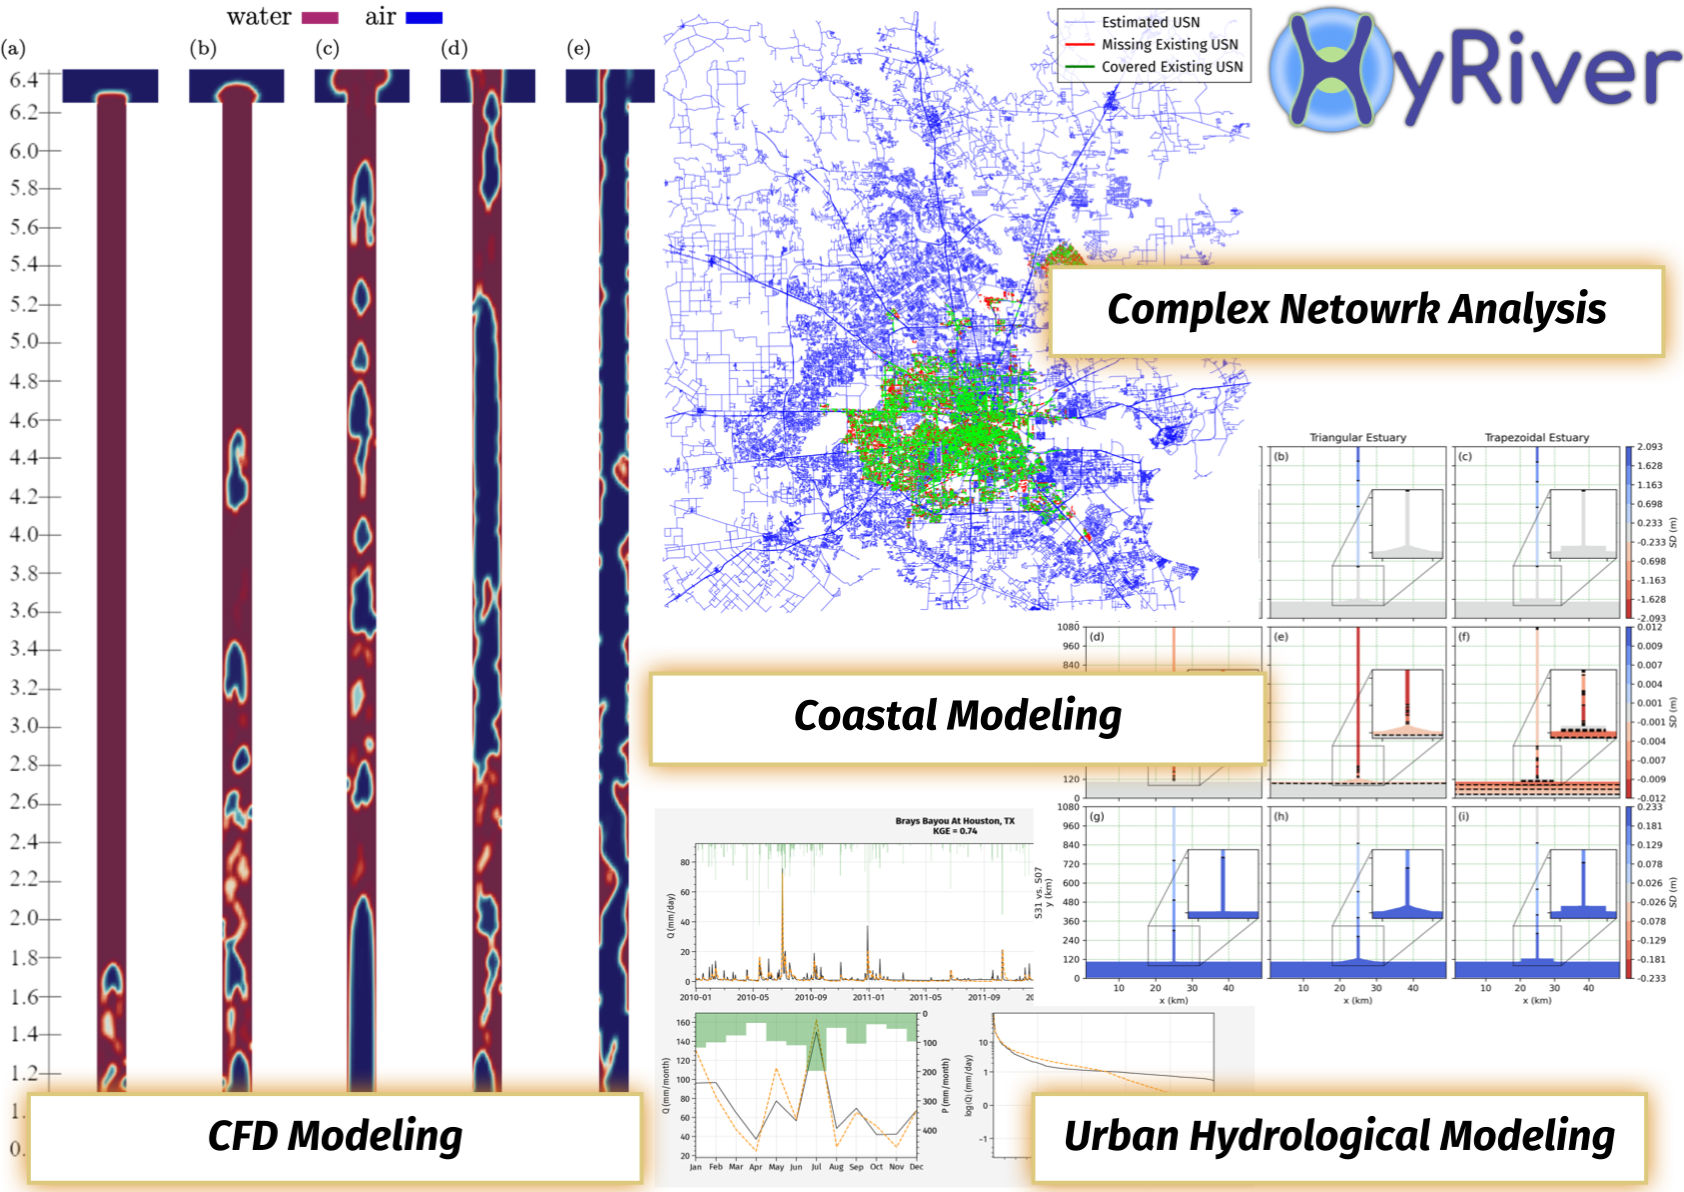 water
air
(a)
(b)
(c)
(d)
(e)
6.4
6.2
6.0
5.8
5.6
5.4
5.2
5.0
4.8
4.6
4.4
4.2
4.0
3.8
3.6
3.4
3.2
3.0
2.8
2.6
2.4
2.2
2.0
1.8
1.6
1.4
1.2
1.
0.
CFD Modeling
Estimated USN
Missing Existing USN
Covered Existing USN
yRiver
Complex Netowrk Analysis
Triangular Estuary
Trapezoidal Estuary
(b)
(c)
2.093
1.628
1.163
0.698
0.233
-0.233
-0.698
-1.163
-1.628
-2.093
SD (m)
1080
960
840
120
0
(d)
(e)
(f)
0.012
0.009
0.007
0.004
0.001
-0.001
-0.004
-0.007
-0.009
-0.012
SD (m)
Coastal Modeling
S31 vs. S07
y (km)
1080
960
840
720
600
480
360
240
120
0
(g)
(h)
(i)
0.233
0.181
0.129
0.078
0.026
-0.026
-0.078
-0.129
-0.181
-0.233
SD (m)
10 20 30 40
10 20 30 40
10 20 30 40
x (km)
x (km)
x (km)
Brays Bayou At Houston, TX
KGE = 0.74
Q (mm/day)
80
60
40
20
0
2010-01 2010-05 2010-09 2011-01 2011-05 2011-09 20
Q (mm/month)
160
140
120
100
80
60
40
20
Jan Feb Mar Apr May Jun Jul Aug Sep Oct Nov Dec
0
100
200
300
400
P (mm/month)
log(Q) (mm/day)
10
1
0
−1
Urban Hydrological Modeling